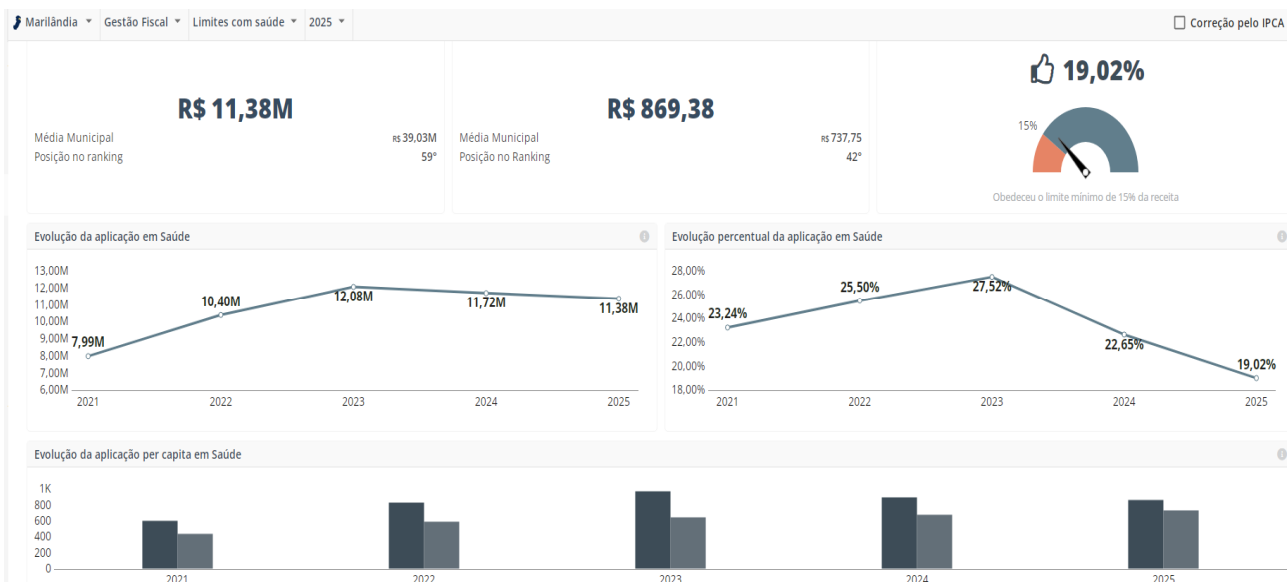 Marilândia Gestão Fiscal Limites com saúde 2025 Correção pelo IPCA
R$ 11,38M
Média Municipal R$ 39,03M
Posição no ranking 59°
R$ 869,38
Média Municipal R$ 737,75
Posição no Ranking 42°
19,02%
15%
Obedeceu o limite mínimo de 15% da receita
Evolução da aplicação em Saúde
13,00M
12,00M
11,00M
10,00M
9,00M
8,00M
7,00M
6,00M
7,99M
10,40M
12,08M
11,72M
11,38M
2021 2022 2023 2024 2025
Evolução percentual da aplicação em Saúde
28,00%
26,00%
24,00%
22,00%
20,00%
18,00%
23,24%
25,50%
27,52%
22,65%
19,02%
2021 2022 2023 2024 2025
Evolução da aplicação per capita em Saúde
1K
800
600
400
200
0
2021 2022 2023 2024 2025